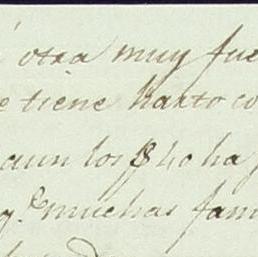 otra muy fue
e tiene harto co
aun los $ 40 ha
q.e muchas fam